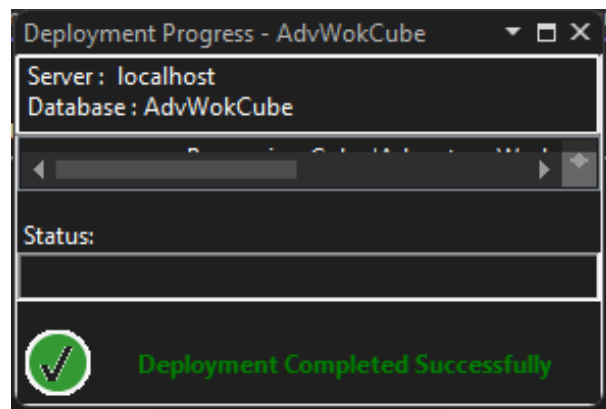 Deployment Progress - AdvWokCube
Server : localhost
Database : AdvWokCube
Status:
Deployment Completed Successfully